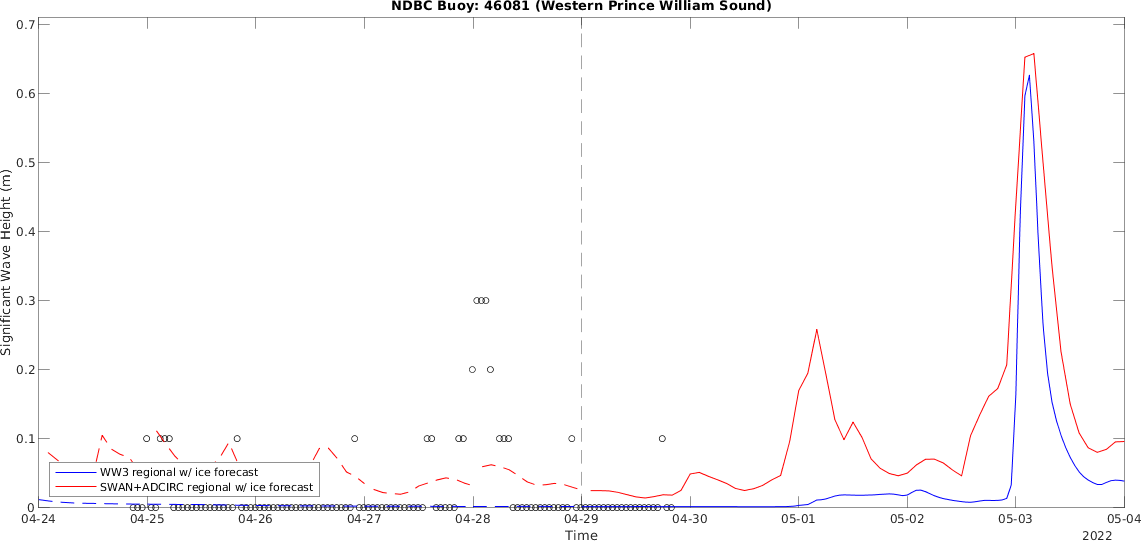 NDBC Buoy: 46081 (Western Prince William Sound)
0.7
0.6
0.5
0.4
0.3
0.2
0.1
0
Significant Wave Height (m)
WW3 regional w/ ice forecast
SWAN+ADCIRC regional w/ ice forecast
04-24 04-25 04-26 04-27 04-28 04-29 04-30 05-01 05-02 05-03 05-04
Time
2022